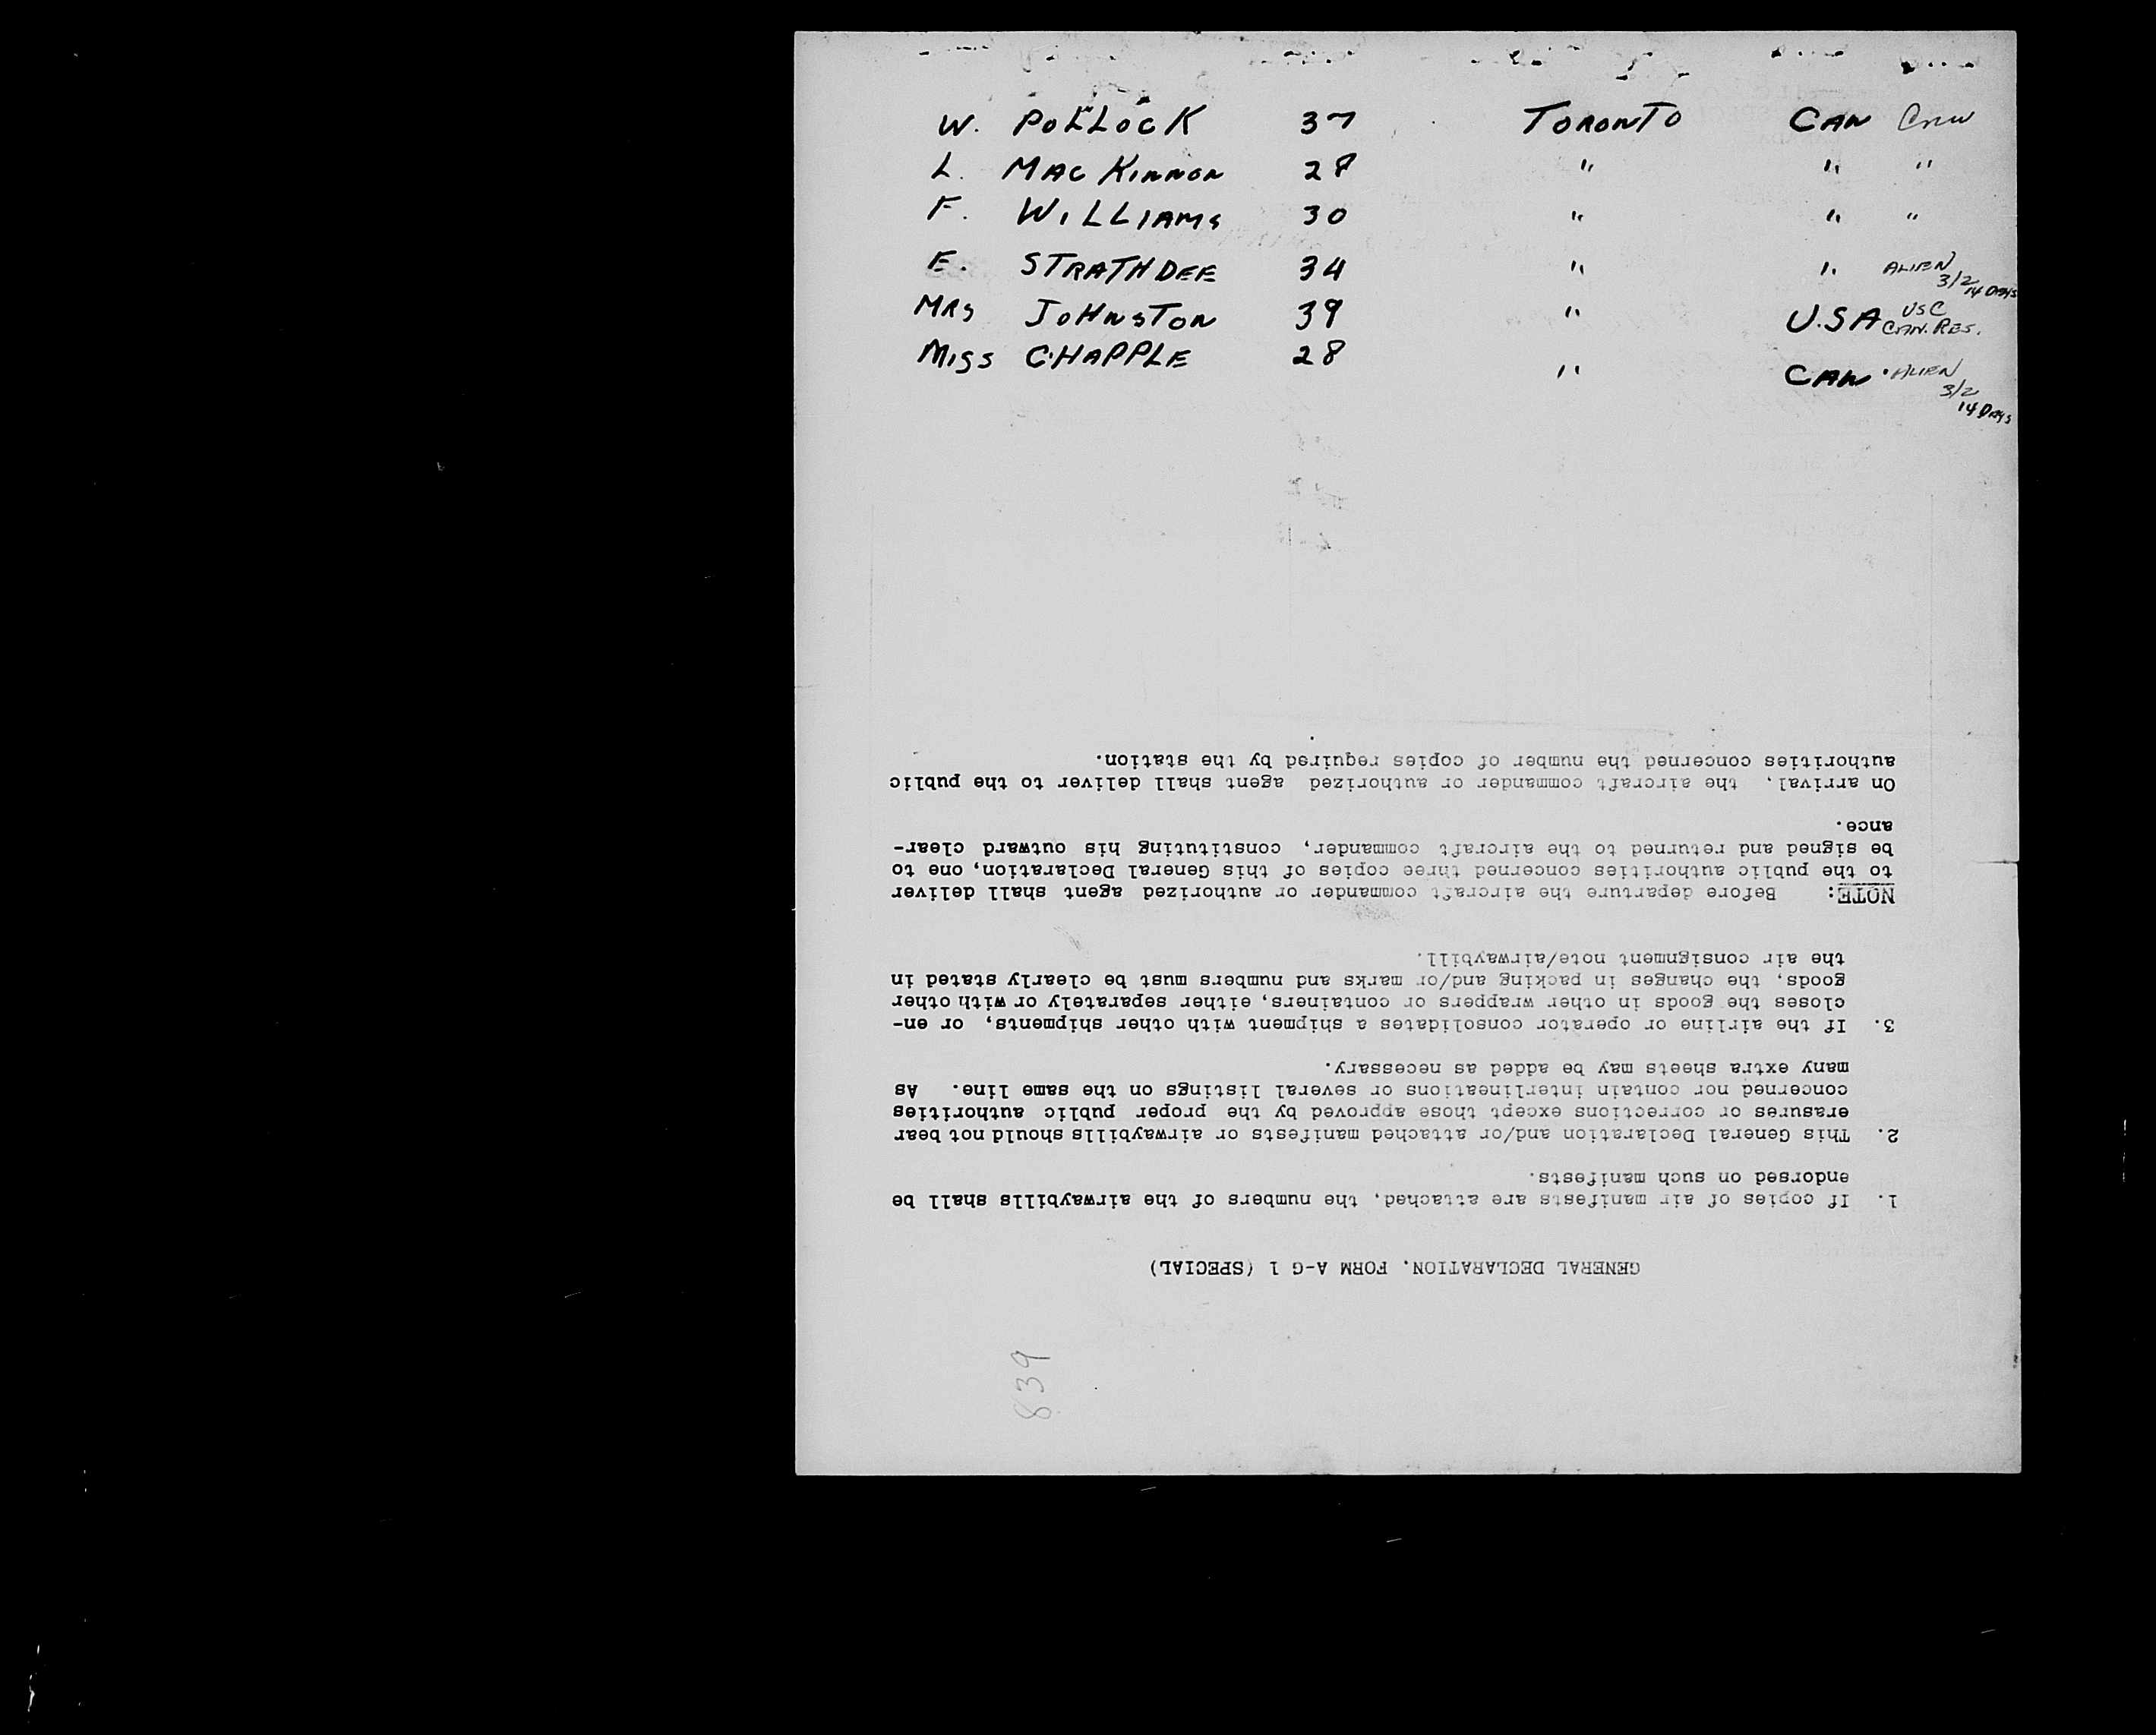 W. POLLOCK 37 TORONTO CAN Crew
L. MAC KINNON 28 " " "
F. WILLIAMS 30 " " "
E. STRATHDEE 34 " " ALIEN 3/2 14 DAYS
MRS JOHNSTON 39 " U.S.A USC CAN. RES.
MISS CHAPPLE 28 " CAN ALIEN 3/2 14 DAYS
GENERAL DECLARATION, FORM A-G 1 (SPECIAL)
1. If copies of air manifests are attached, the numbers of the airwaybills shall be
endorsed on such manifests.
2. This General Declaration and/or attached manifests or airwaybills should not bear
erasures or corrections except those approved by the proper public authorities
concerned nor contain interlineations or several listings on the same line. As
many extra sheets may be added as necessary.
3. If the airline or operator consolidates a shipment with other shipments, or en-
closes the goods in other wrappers or containers, either separately or with other
goods, the changes in packing and/or marks and numbers must be clearly stated in
the air consignment note/airwaybill.
NOTE: Before departure the aircraft commander or authorized agent shall deliver
to the public authorities concerned three copies of this General Declaration, one to
be signed and returned to the aircraft commander, constituting his outward clear-
ance.
On arrival, the aircraft commander or authorized agent shall deliver to the public
authorities concerned the number of copies required by the station.
839